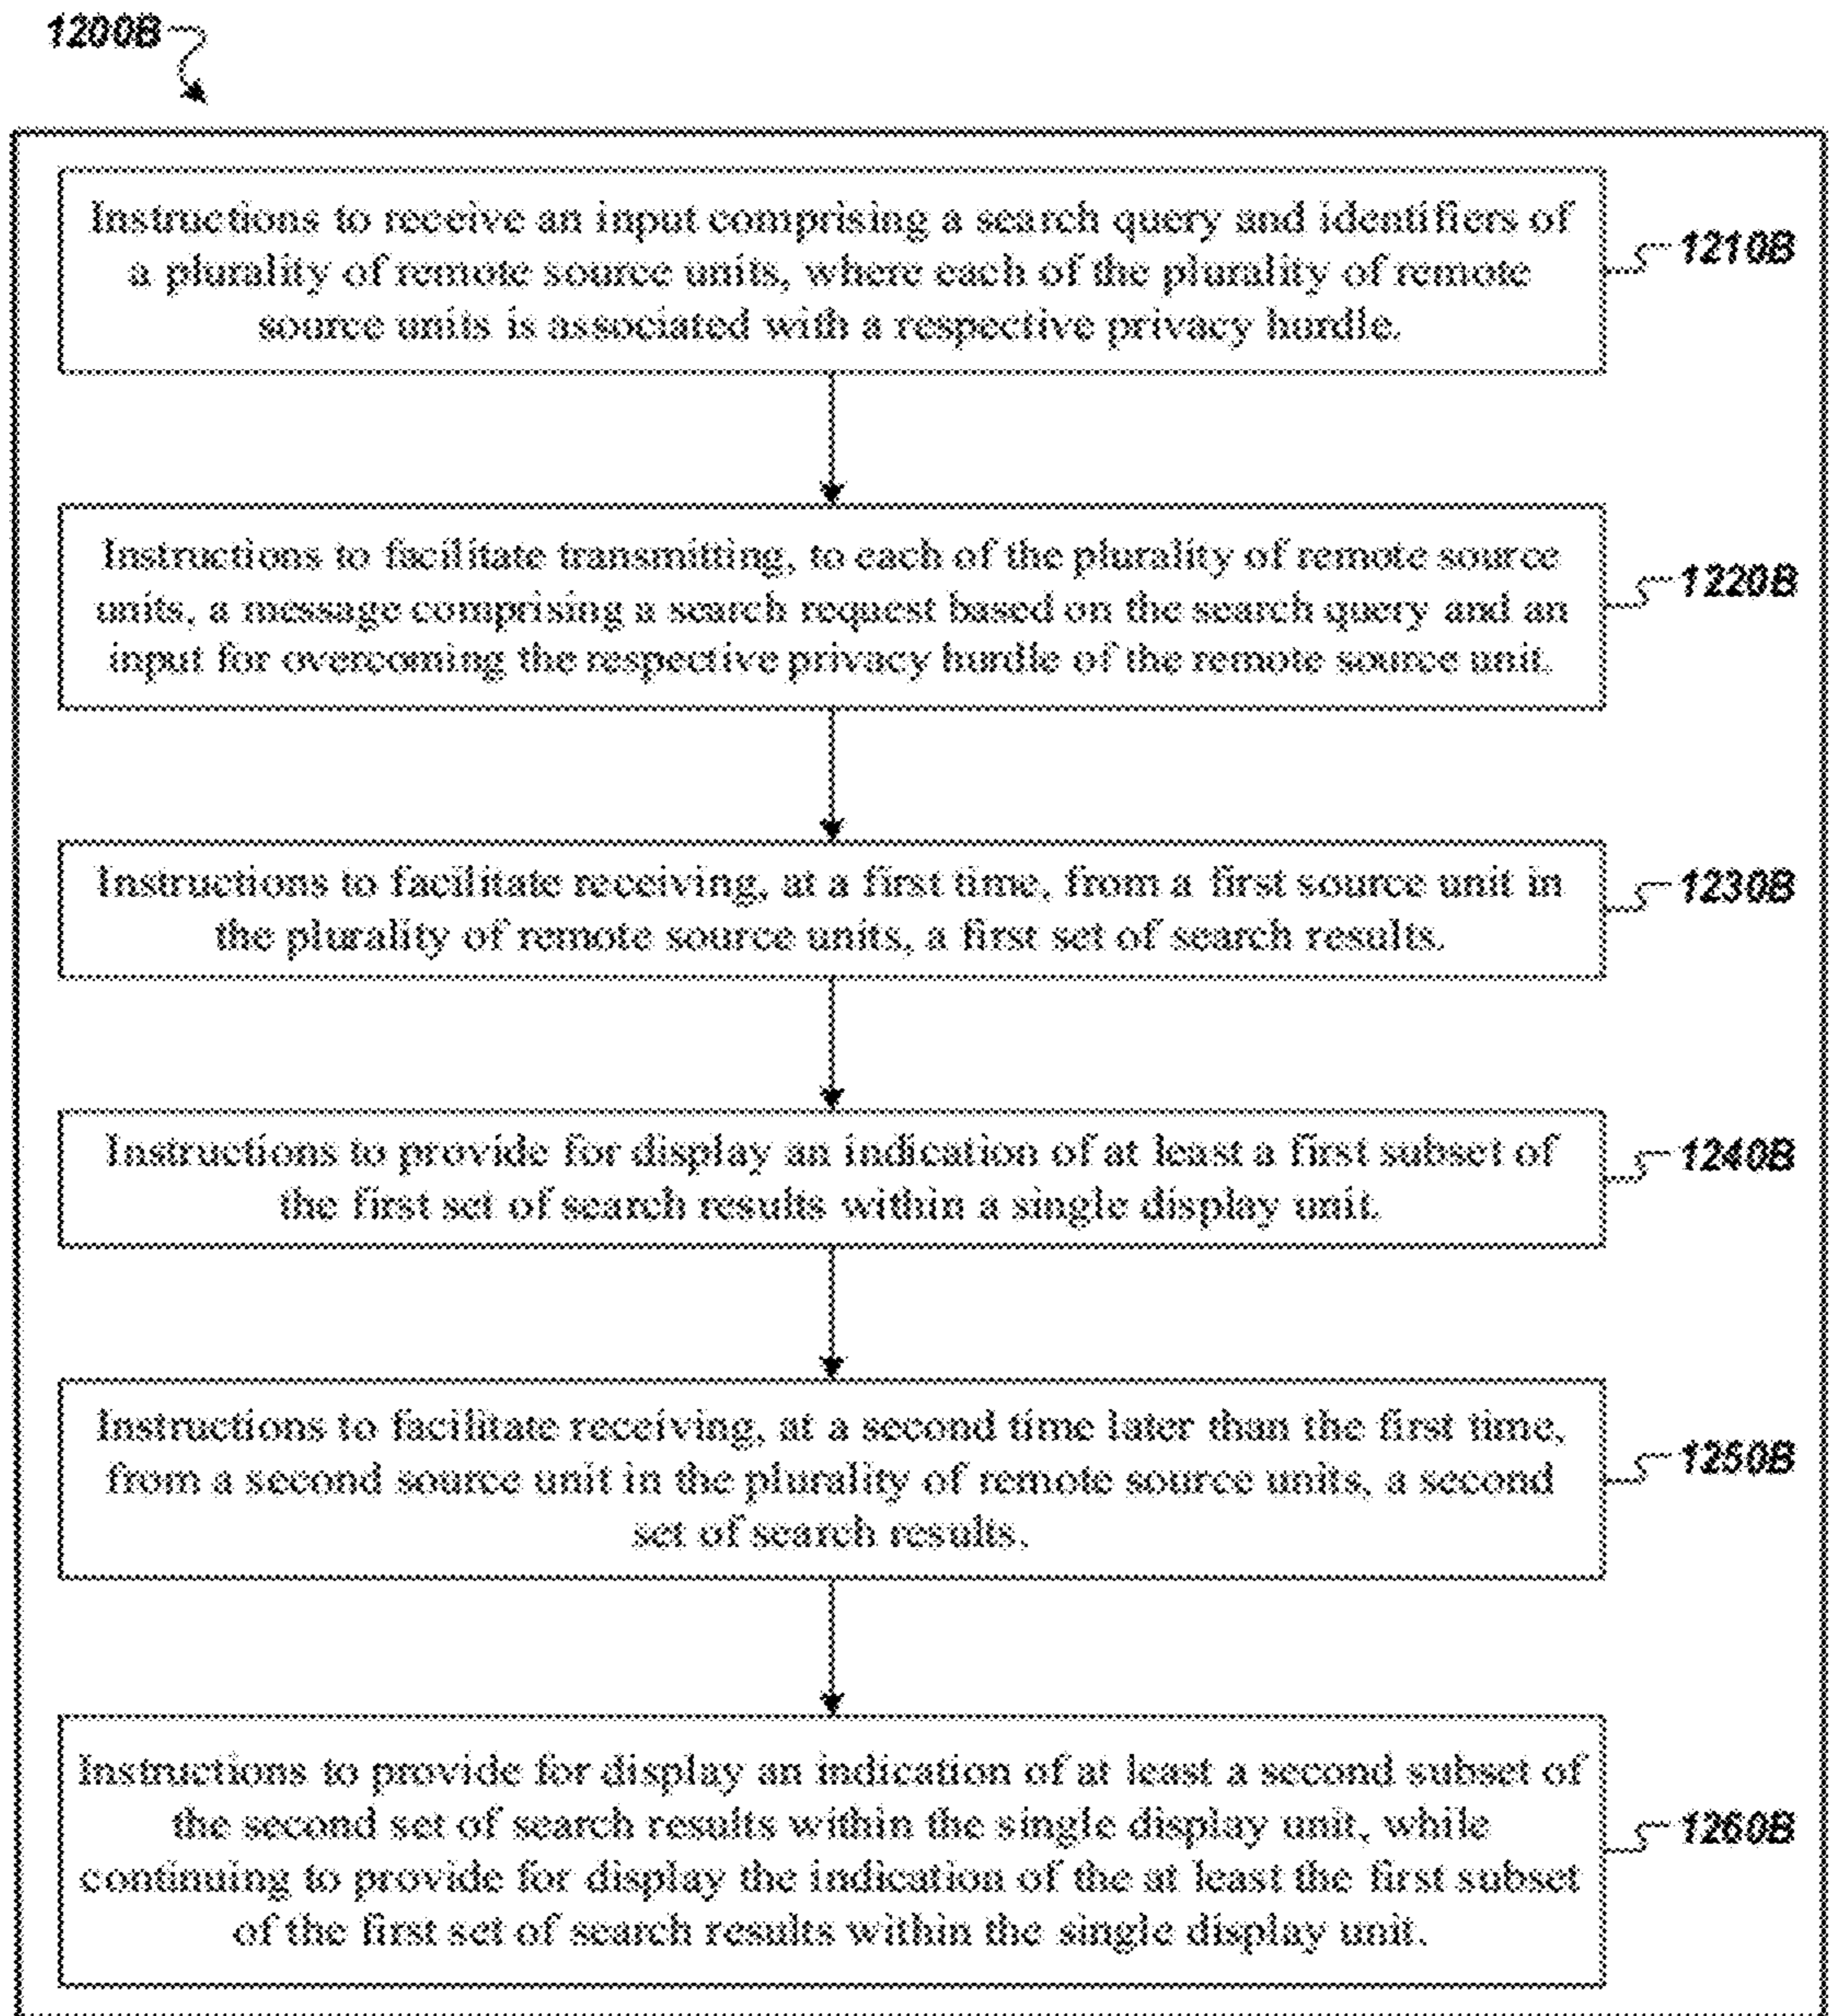 1200B
Instructions to receive an input comprising a search query and identifiers of
a plurality of remote source units, where each of the plurality of remote
source units is associated with a respective privacy hurdle.
1210B
Instructions to facilitate transmitting, to each of the plurality of remote source
units, a message comprising a search request based on the search query and an
input for overcoming the respective privacy hurdle of the remote source unit.
1220B
Instructions to facilitate receiving, at a first time, from a first source unit in
the plurality of remote source units, a first set of search results.
1230B
Instructions to provide for display an indication of at least a first subset of
the first set of search results within a single display unit.
1240B
Instructions to facilitate receiving, at a second time later than the first time,
from a second source unit in the plurality of remote source units, a second
set of search results.
1250B
Instructions to provide for display an indication of at least a second subset of
the second set of search results within the single display unit, while
continuing to provide for display the indication of the at least the first subset
of the first set of search results within the single display unit.
1260B